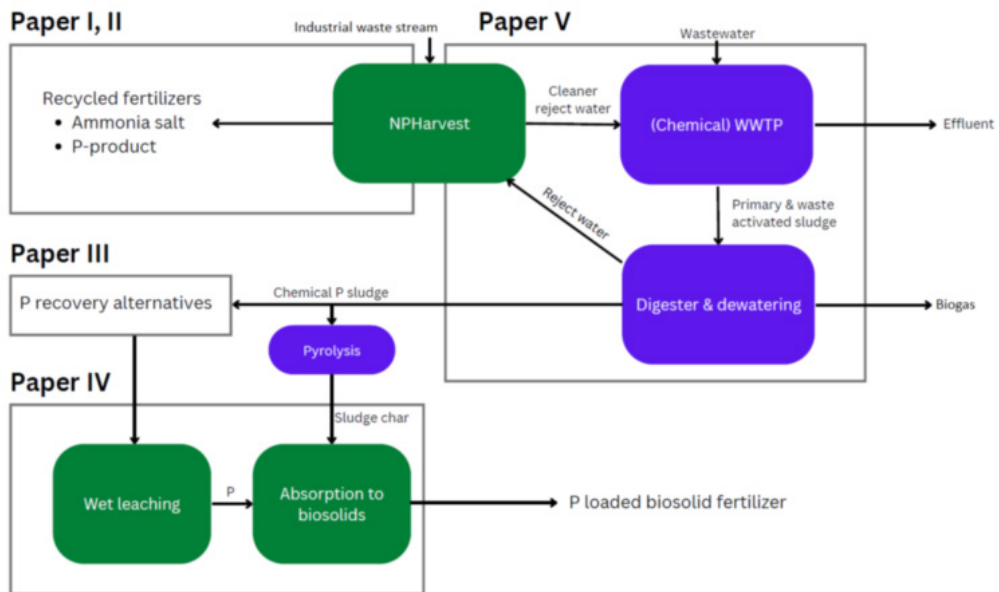 Paper I, II
Industrial waste stream
Paper V
Wastewater
Recycled fertilizers
• Ammonia salt
• P-product
NPHarvest
Cleaner
reject water
(Chemical) WWTP
Effluent
Reject water
Primary & waste
activated sludge
Paper III
P recovery alternatives
Chemical P sludge
Digester & dewatering
Biogas
Pyrolysis
Paper IV
Sludge char
Wet leaching
P
Absorption to
biosolids
P loaded biosolid fertilizer